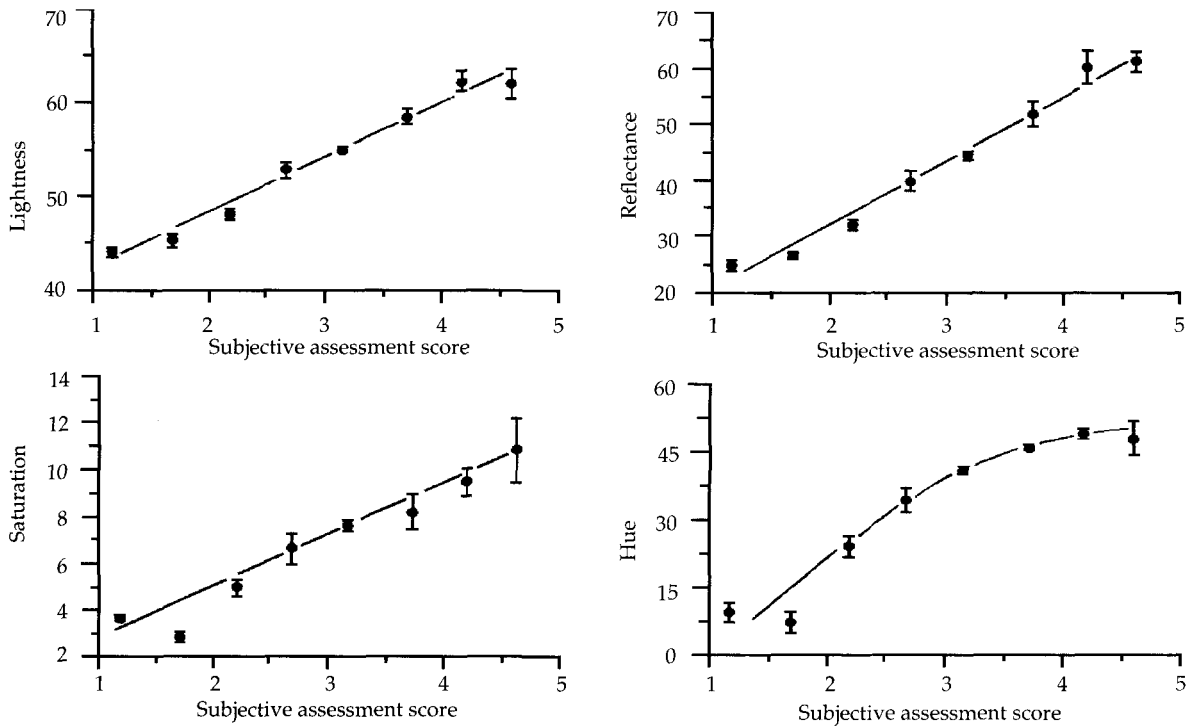 70
60
50
40
Lightness
1 2 3 4 5
Subjective assessment score
70
60
50
40
30
20
Reflectance
1 2 3 4 5
Subjective assessment score
14
12
10
8
6
4
2
Saturation
1 2 3 4 5
Subjective assessment score
60
45
30
15
0
Hue
1 2 3 4 5
Subjective assessment score